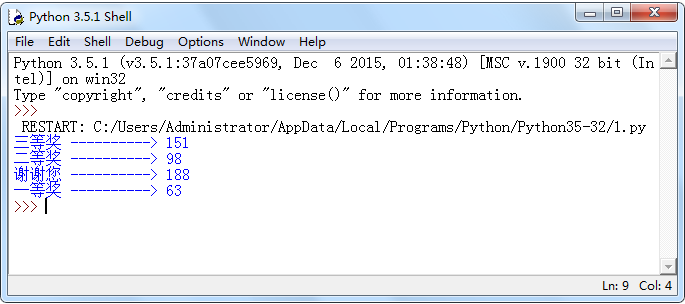 Python 3.5.1 Shell
File Edit Shell Debug Options Window Help
Python 3.5.1 (v3.5.1:37a07cee5969, Dec  6 2015, 01:38:48) [MSC v.1900 32 bit (In
tel)] on win32
Type "copyright", "credits" or "license()" for more information.
>>>
 RESTART: C:/Users/Administrator/AppData/Local/Programs/Python/Python35-32/1.py
三等奖 ----------> 151
二等奖 ----------> 98
谢谢您 ----------> 188
一等奖 ----------> 63
>>>
Ln: 9 Col: 4